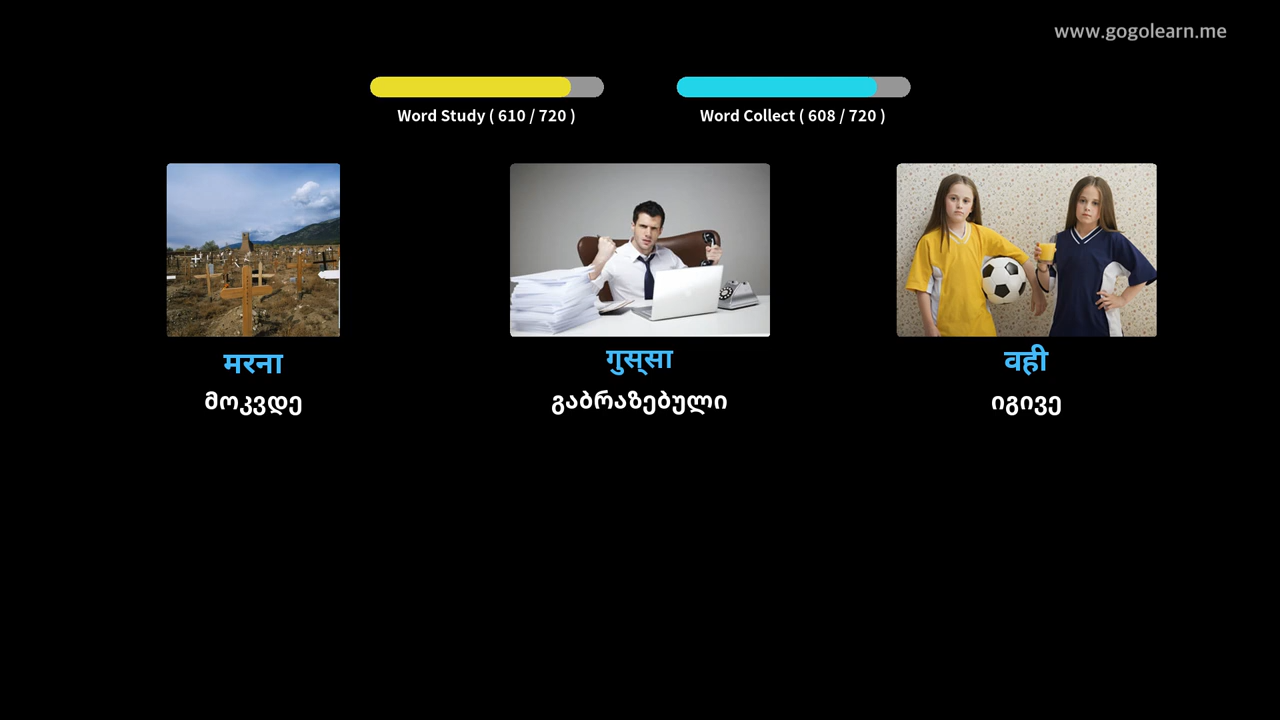 www.gogolearn.me
Word Study ( 610 / 720 )
Word Collect ( 608 / 720 )
मरना
गुस्सा
वही
მოკვდე
გაბრაზებული
იგივე